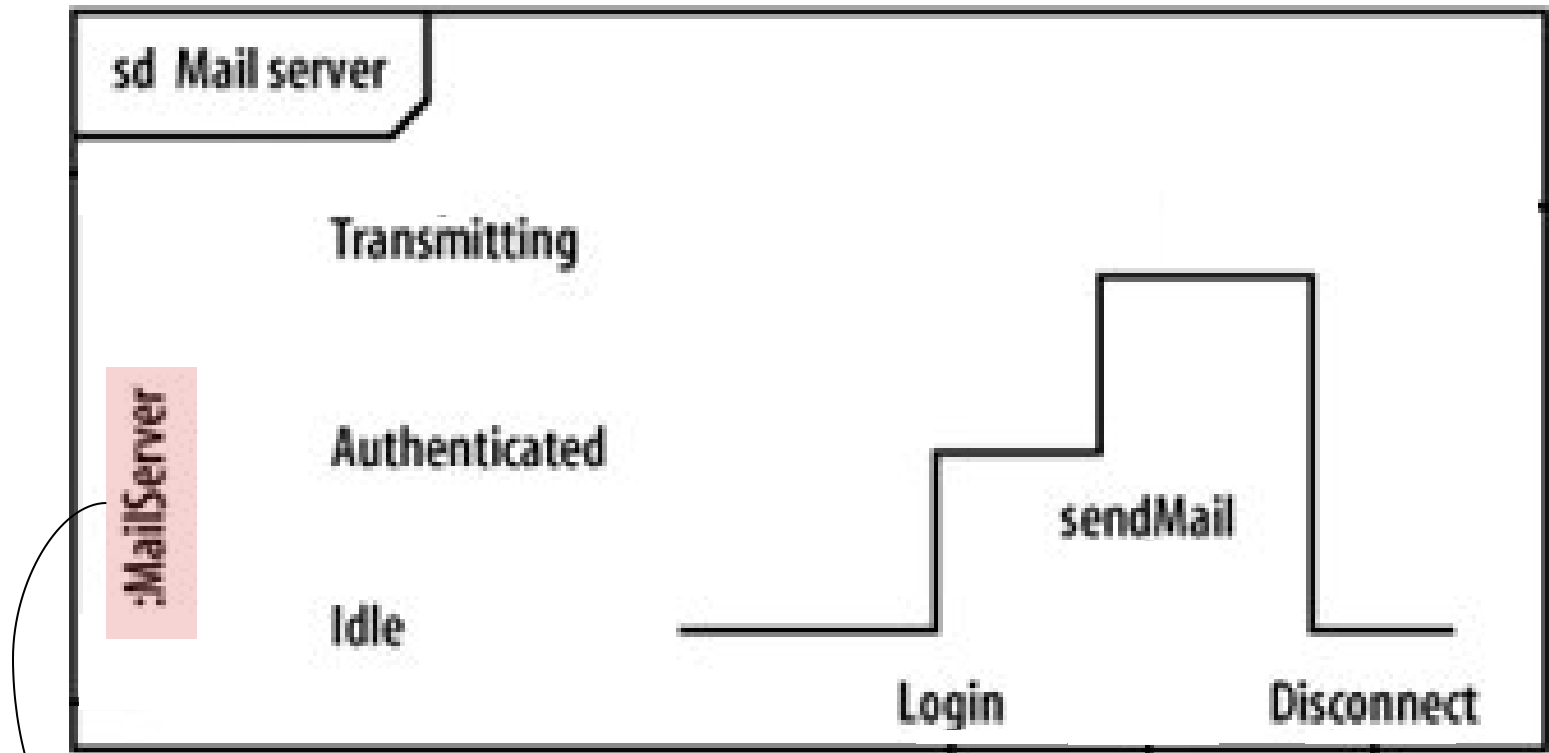 sd Mail server
Transmitting
:MailServer
Authenticated
sendMail
Idle
Login
Disconnect